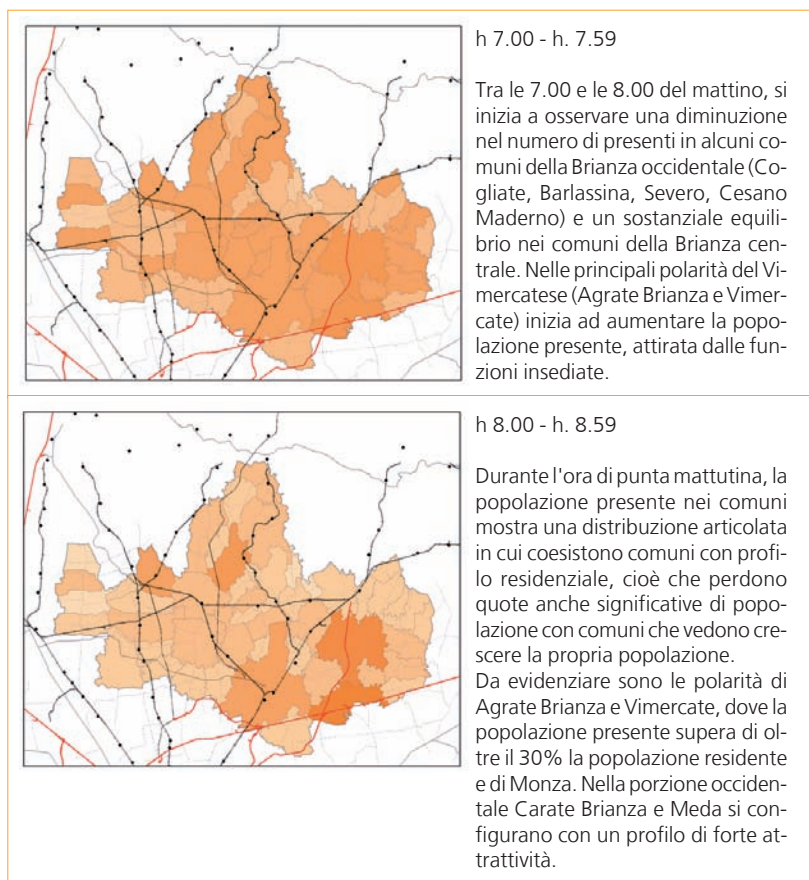 h 7.00 - h. 7.59
Tra le 7.00 e le 8.00 del mattino, si
inizia a osservare una diminuzione
nel numero di presenti in alcuni co-
muni della Brianza occidentale (Co-
gliate, Barlassina, Severo, Cesano
Maderno) e un sostanziale equili-
brio nei comuni della Brianza cen-
trale. Nelle principali polarità del Vi-
mercatese (Agrate Brianza e Vimer-
cate) inizia ad aumentare la popo-
lazione presente, attirata dalle fun-
zioni insediate.
h 8.00 - h. 8.59
Durante l'ora di punta mattutina, la
popolazione presente nei comuni
mostra una distribuzione articolata
in cui coesistono comuni con profi-
lo residenziale, cioè che perdono
quote anche significative di popo-
lazione con comuni che vedono cre-
scere la propria popolazione.
Da evidenziare sono le polarità di
Agrate Brianza e Vimercate, dove la
popolazione presente supera di ol-
tre il 30% la popolazione residente
e di Monza. Nella porzione occiden-
tale Carate Brianza e Meda si con-
figurano con un profilo di forte at-
trattività.